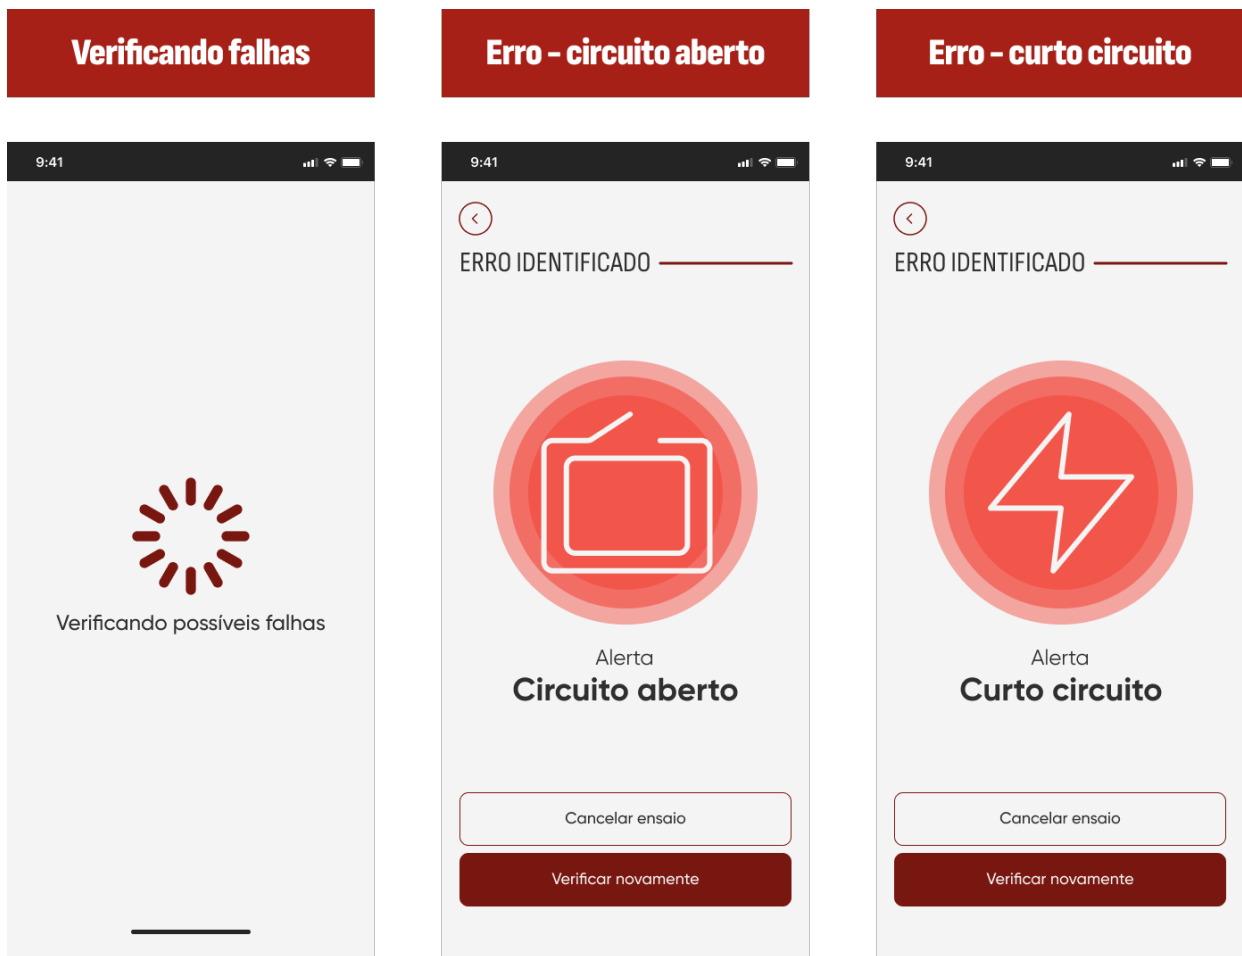 Verificando falhas
Erro - circuito aberto
Erro - curto circuito
9:41
Verificando possíveis falhas
9:41
ERRO IDENTIFICADO
Alerta
Circuito aberto
Cancelar ensaio
Verificar novamente
9:41
ERRO IDENTIFICADO
Alerta
Curto circuito
Cancelar ensaio
Verificar novamente